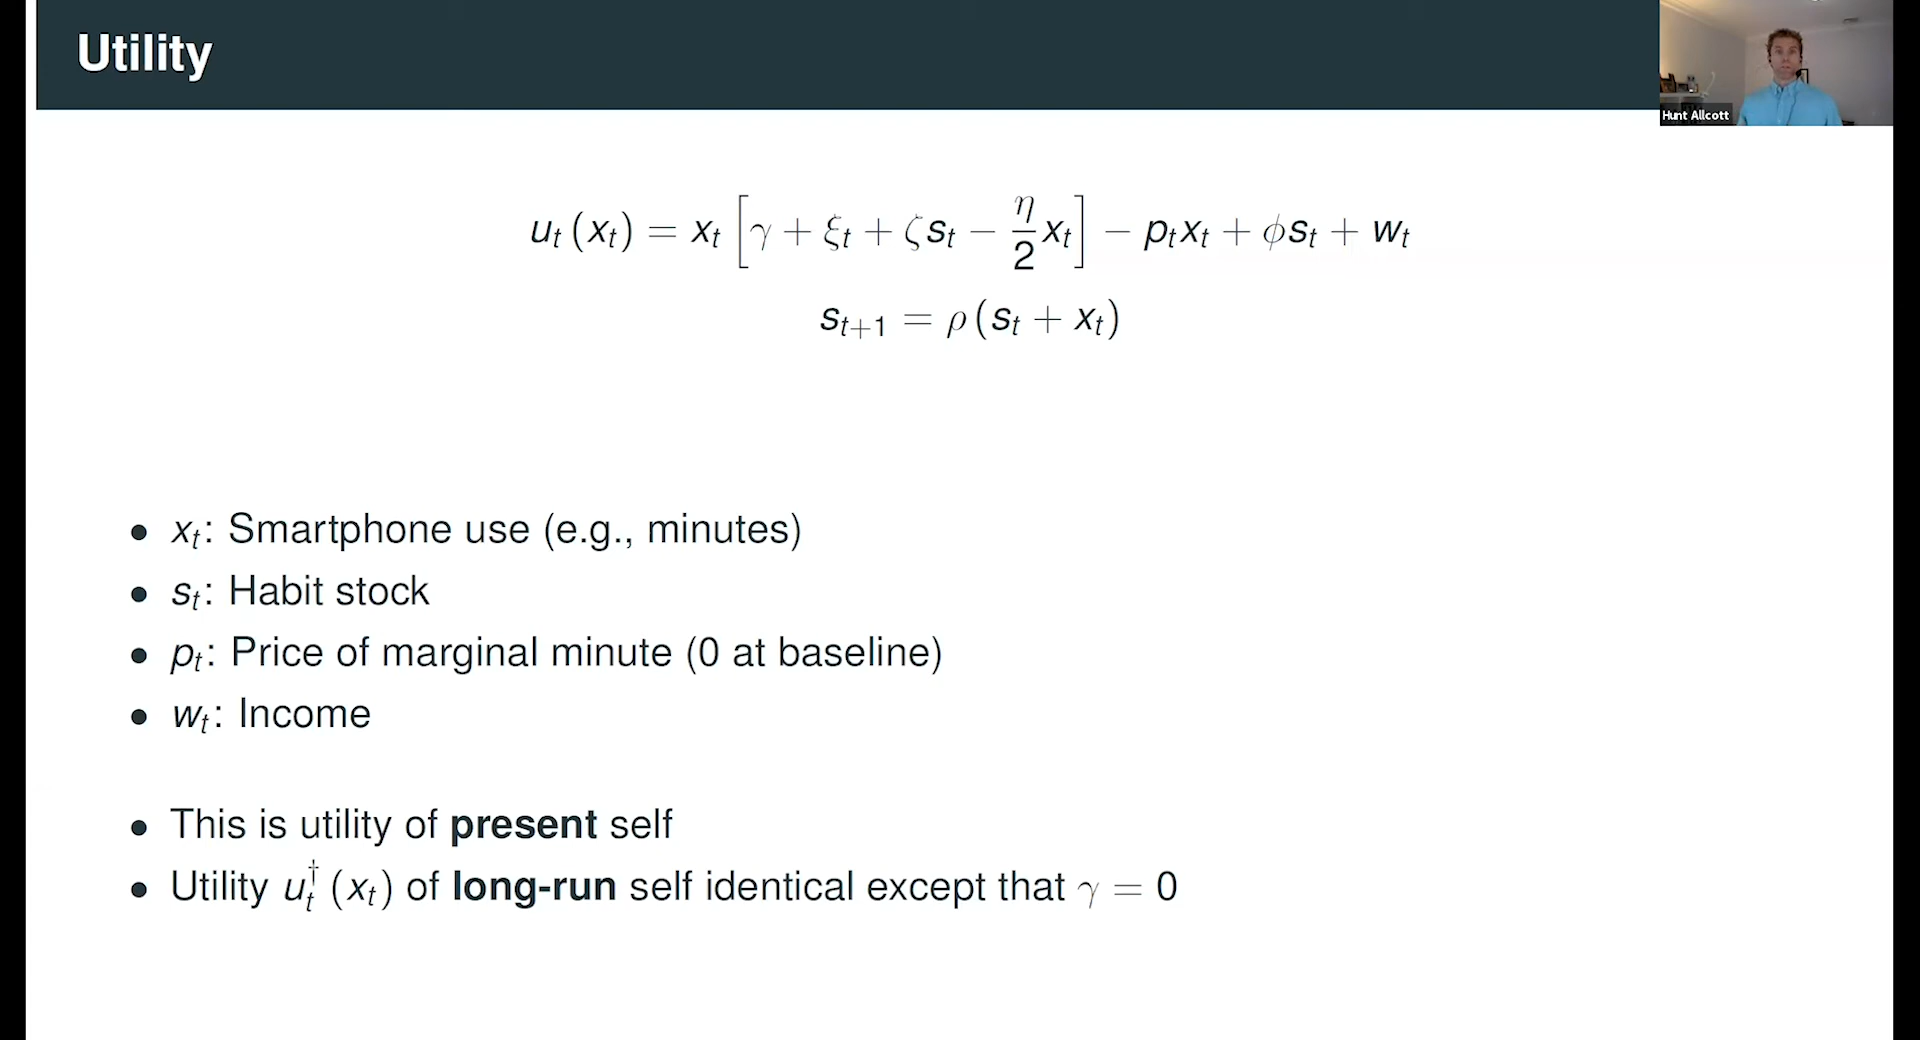 Utility
Hunt Allcott
u_t (x_t) = x_t [γ + ξ_t + ζs_t − η/2 x_t] − p_t x_t + φs_t + w_t
s_{t+1} = ρ (s_t + x_t)
• x_t: Smartphone use (e.g., minutes)
• s_t: Habit stock
• p_t: Price of marginal minute (0 at baseline)
• w_t: Income
• This is utility of present self
• Utility u_t^† (x_t) of long-run self identical except that γ = 0